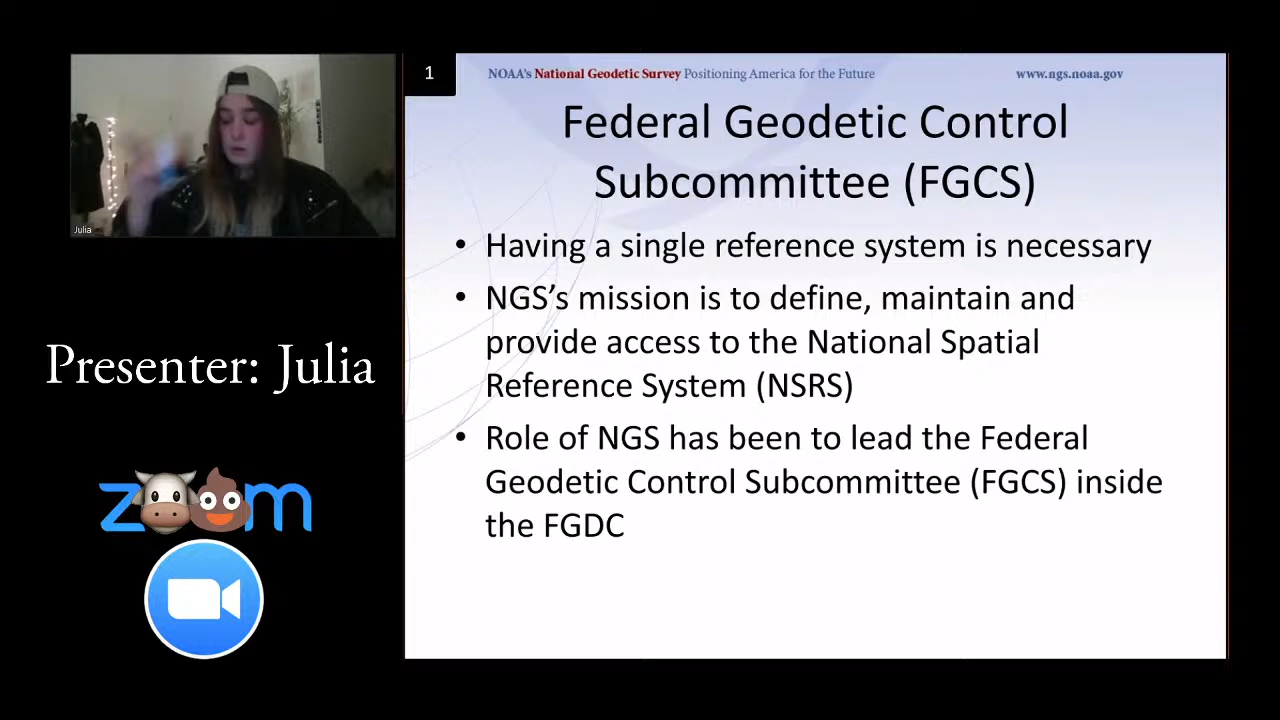 Julia
Presenter: Julia
z🐮💩m
1
NOAA's National Geodetic Survey Positioning America for the Future
www.ngs.noaa.gov
Federal Geodetic Control
Subcommittee (FGCS)
• Having a single reference system is necessary
• NGS’s mission is to define, maintain and
provide access to the National Spatial
Reference System (NSRS)
• Role of NGS has been to lead the Federal
Geodetic Control Subcommittee (FGCS) inside
the FGDC